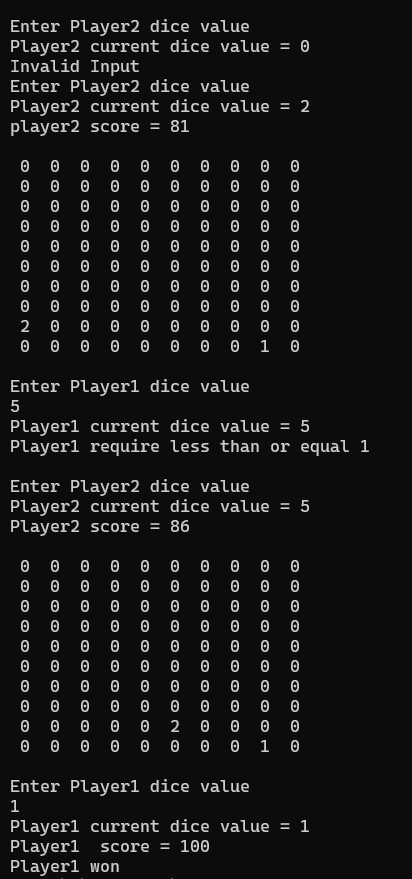 Enter Player2 dice value
Player2 current dice value = 0
Invalid Input
Enter Player2 dice value
Player2 current dice value = 2
player2 score = 81
0 0 0 0 0 0 0 0 0 0
0 0 0 0 0 0 0 0 0 0
0 0 0 0 0 0 0 0 0 0
0 0 0 0 0 0 0 0 0 0
0 0 0 0 0 0 0 0 0 0
0 0 0 0 0 0 0 0 0 0
0 0 0 0 0 0 0 0 0 0
0 0 0 0 0 0 0 0 0 0
2 0 0 0 0 0 0 0 0 0
0 0 0 0 0 0 0 0 1 0
Enter Player1 dice value
5
Player1 current dice value = 5
Player1 require less than or equal 1
Enter Player2 dice value
Player2 current dice value = 5
Player2 score = 86
0 0 0 0 0 0 0 0 0 0
0 0 0 0 0 0 0 0 0 0
0 0 0 0 0 0 0 0 0 0
0 0 0 0 0 0 0 0 0 0
0 0 0 0 0 0 0 0 0 0
0 0 0 0 0 0 0 0 0 0
0 0 0 0 0 0 0 0 0 0
0 0 0 0 0 0 0 0 0 0
0 0 0 0 0 2 0 0 0 0
0 0 0 0 0 0 0 0 1 0
Enter Player1 dice value
1
Player1 current dice value = 1
Player1  score = 100
Player1 won